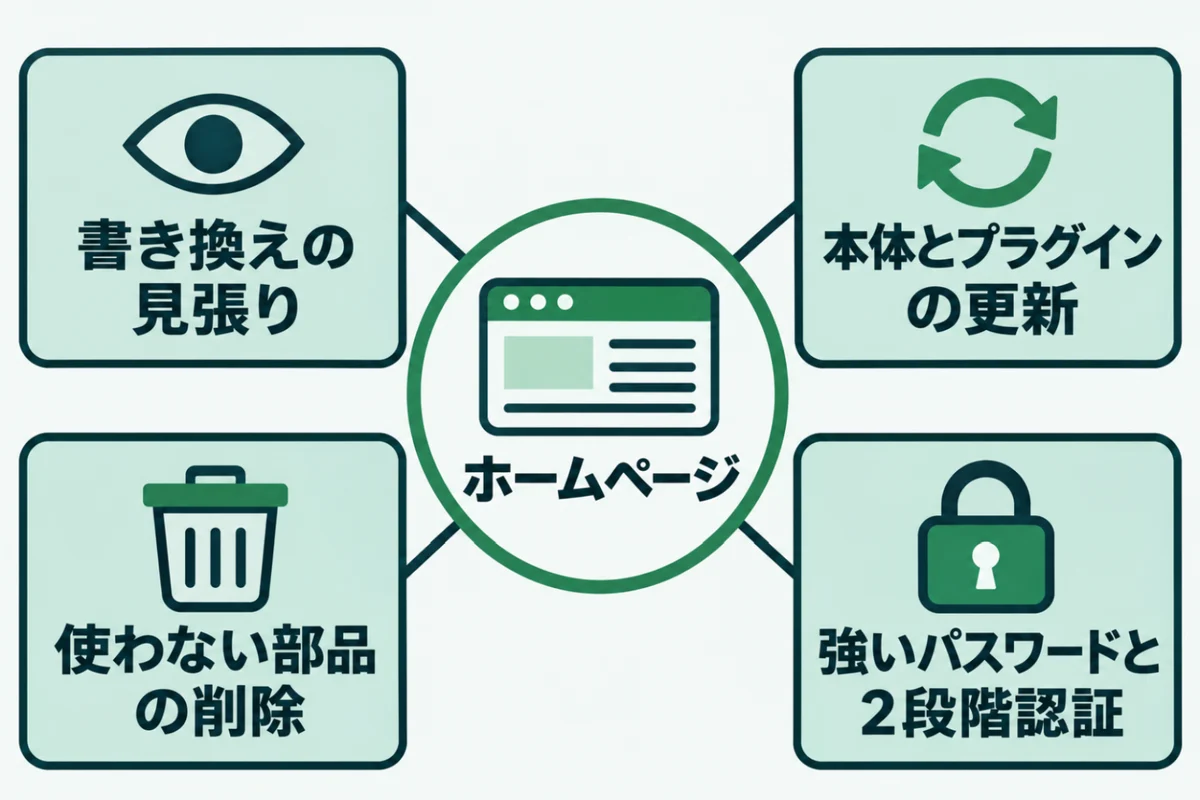 書き換えの
見張り
本体とプラグイン
の更新
ホームページ
使わない部品
の削除
強いパスワードと
2段階認証